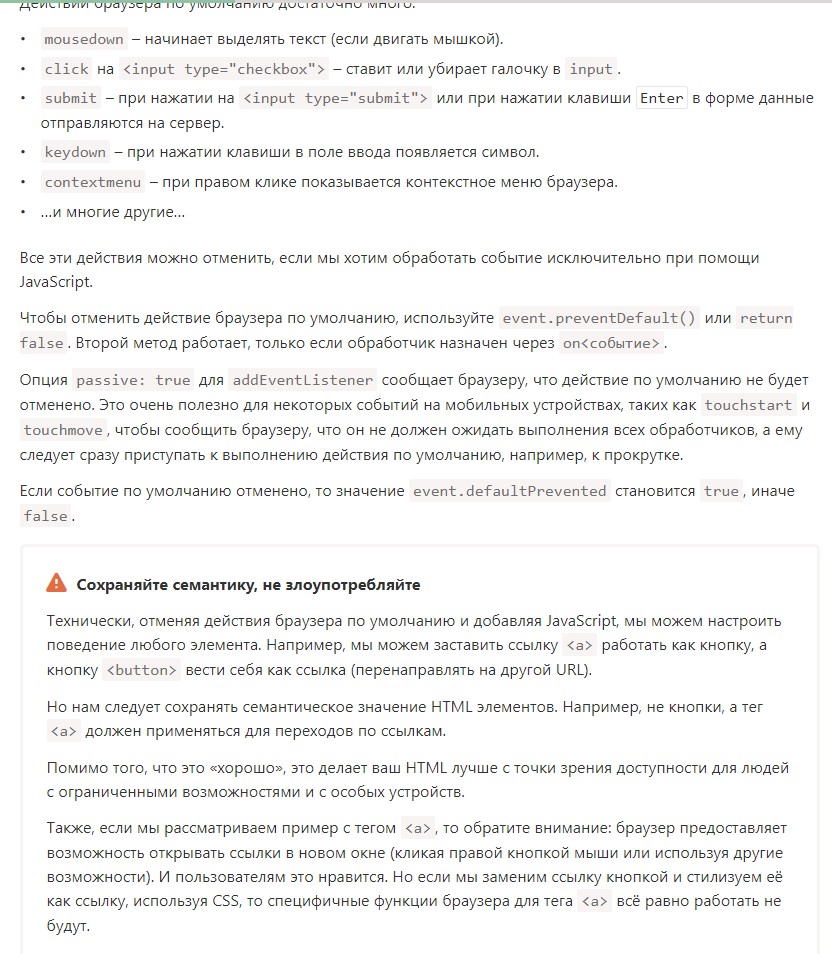 Действий браузера по умолчанию достаточно много:
• mousedown – начинает выделять текст (если двигать мышкой).
• click на <input type="checkbox"> – ставит или убирает галочку в input.
• submit – при нажатии на <input type="submit"> или при нажатии клавиши Enter в форме данные
отправляются на сервер.
• keydown – при нажатии клавиши в поле ввода появляется символ.
• contextmenu – при правом клике показывается контекстное меню браузера.
• …и многие другие…
Все эти действия можно отменить, если мы хотим обработать событие исключительно при помощи
JavaScript.
Чтобы отменить действие браузера по умолчанию, используйте event.preventDefault() или return
false. Второй метод работает, только если обработчик назначен через on<событие>.
Опция passive: true для addEventListener сообщает браузеру, что действие по умолчанию не будет
отменено. Это очень полезно для некоторых событий на мобильных устройствах, таких как touchstart и
touchmove, чтобы сообщить браузеру, что он не должен ожидать выполнения всех обработчиков, а ему
следует сразу приступать к выполнению действия по умолчанию, например, к прокрутке.
Если событие по умолчанию отменено, то значение event.defaultPrevented становится true, иначе
false.
Сохраняйте семантику, не злоупотребляйте
Технически, отменяя действия браузера по умолчанию и добавляя JavaScript, мы можем настроить
поведение любого элемента. Например, мы можем заставить ссылку <a> работать как кнопку, а
кнопку <button> вести себя как ссылка (перенаправлять на другой URL).
Но нам следует сохранять семантическое значение HTML элементов. Например, не кнопки, а тег
<a> должен применяться для переходов по ссылкам.
Помимо того, что это «хорошо», это делает ваш HTML лучше с точки зрения доступности для людей
с ограниченными возможностями и с особых устройств.
Также, если мы рассматриваем пример с тегом <a>, то обратите внимание: браузер предоставляет
возможность открывать ссылки в новом окне (кликая правой кнопкой мыши или используя другие
возможности). И пользователям это нравится. Но если мы заменим ссылку кнопкой и стилизуем её
как ссылку, используя CSS, то специфичные функции браузера для тега <a> всё равно работать не
будут.